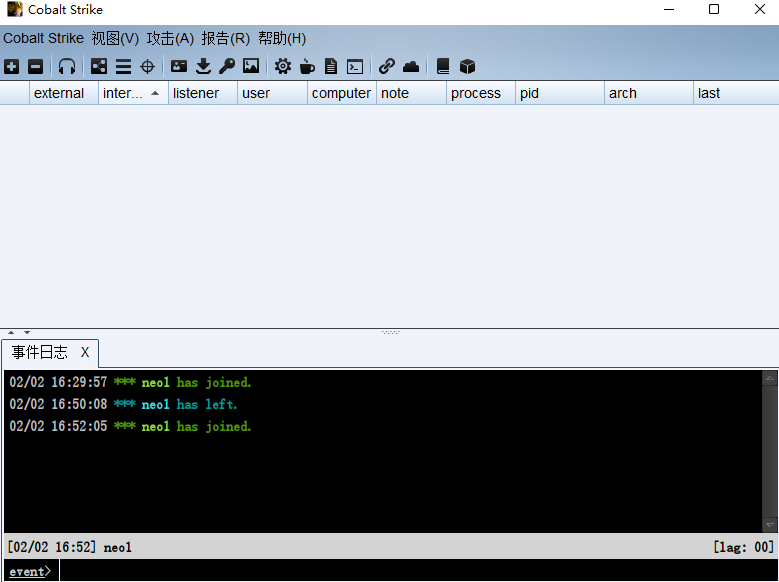 Cobalt Strike
Cobalt Strike 视图(V) 攻击(A) 报告(R) 帮助(H)
external inter... listener user computer note process pid arch last
事件日志 X
02/02 16:29:57 *** neo1 has joined.
02/02 16:50:08 *** neo1 has left.
02/02 16:52:05 *** neo1 has joined.
[02/02 16:52] neo1 [lag: 00]
event>